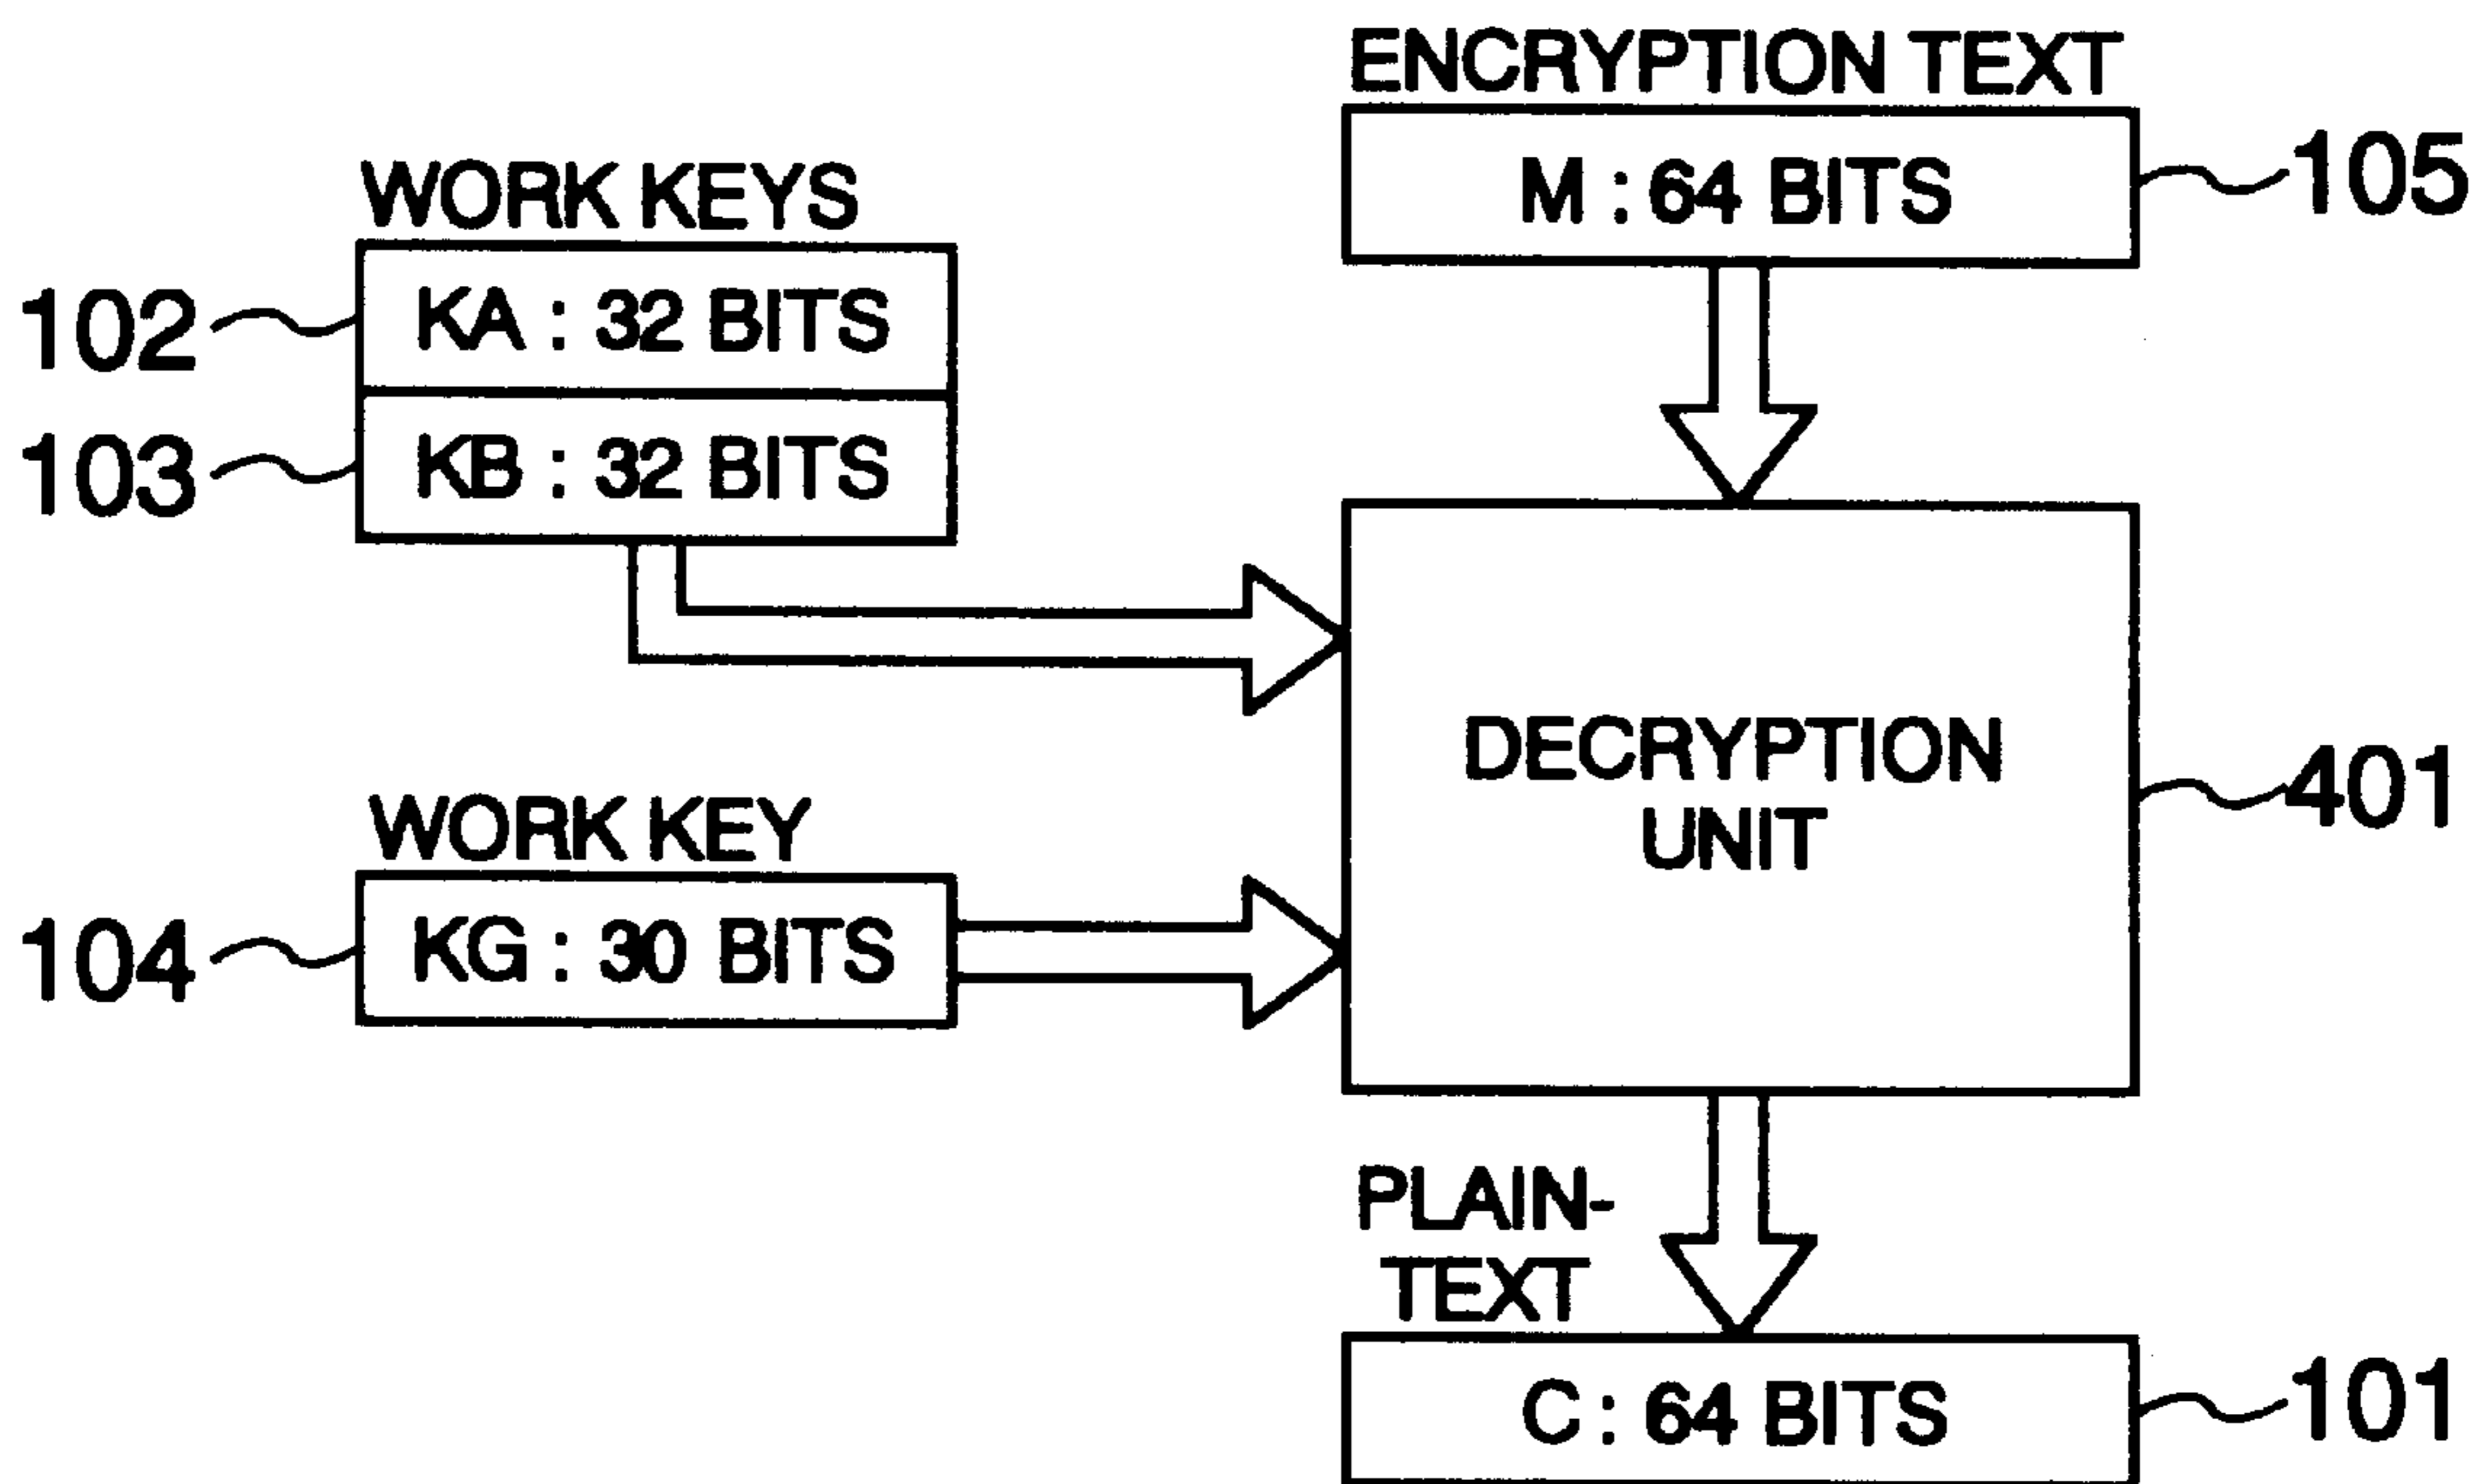 ENCRYPTION TEXT
M : 64 BITS
105
WORK KEYS
102
KA : 32 BITS
103
KB : 32 BITS
DECRYPTION
UNIT
401
WORK KEY
104
KG : 30 BITS
PLAIN-
TEXT
C : 64 BITS
101